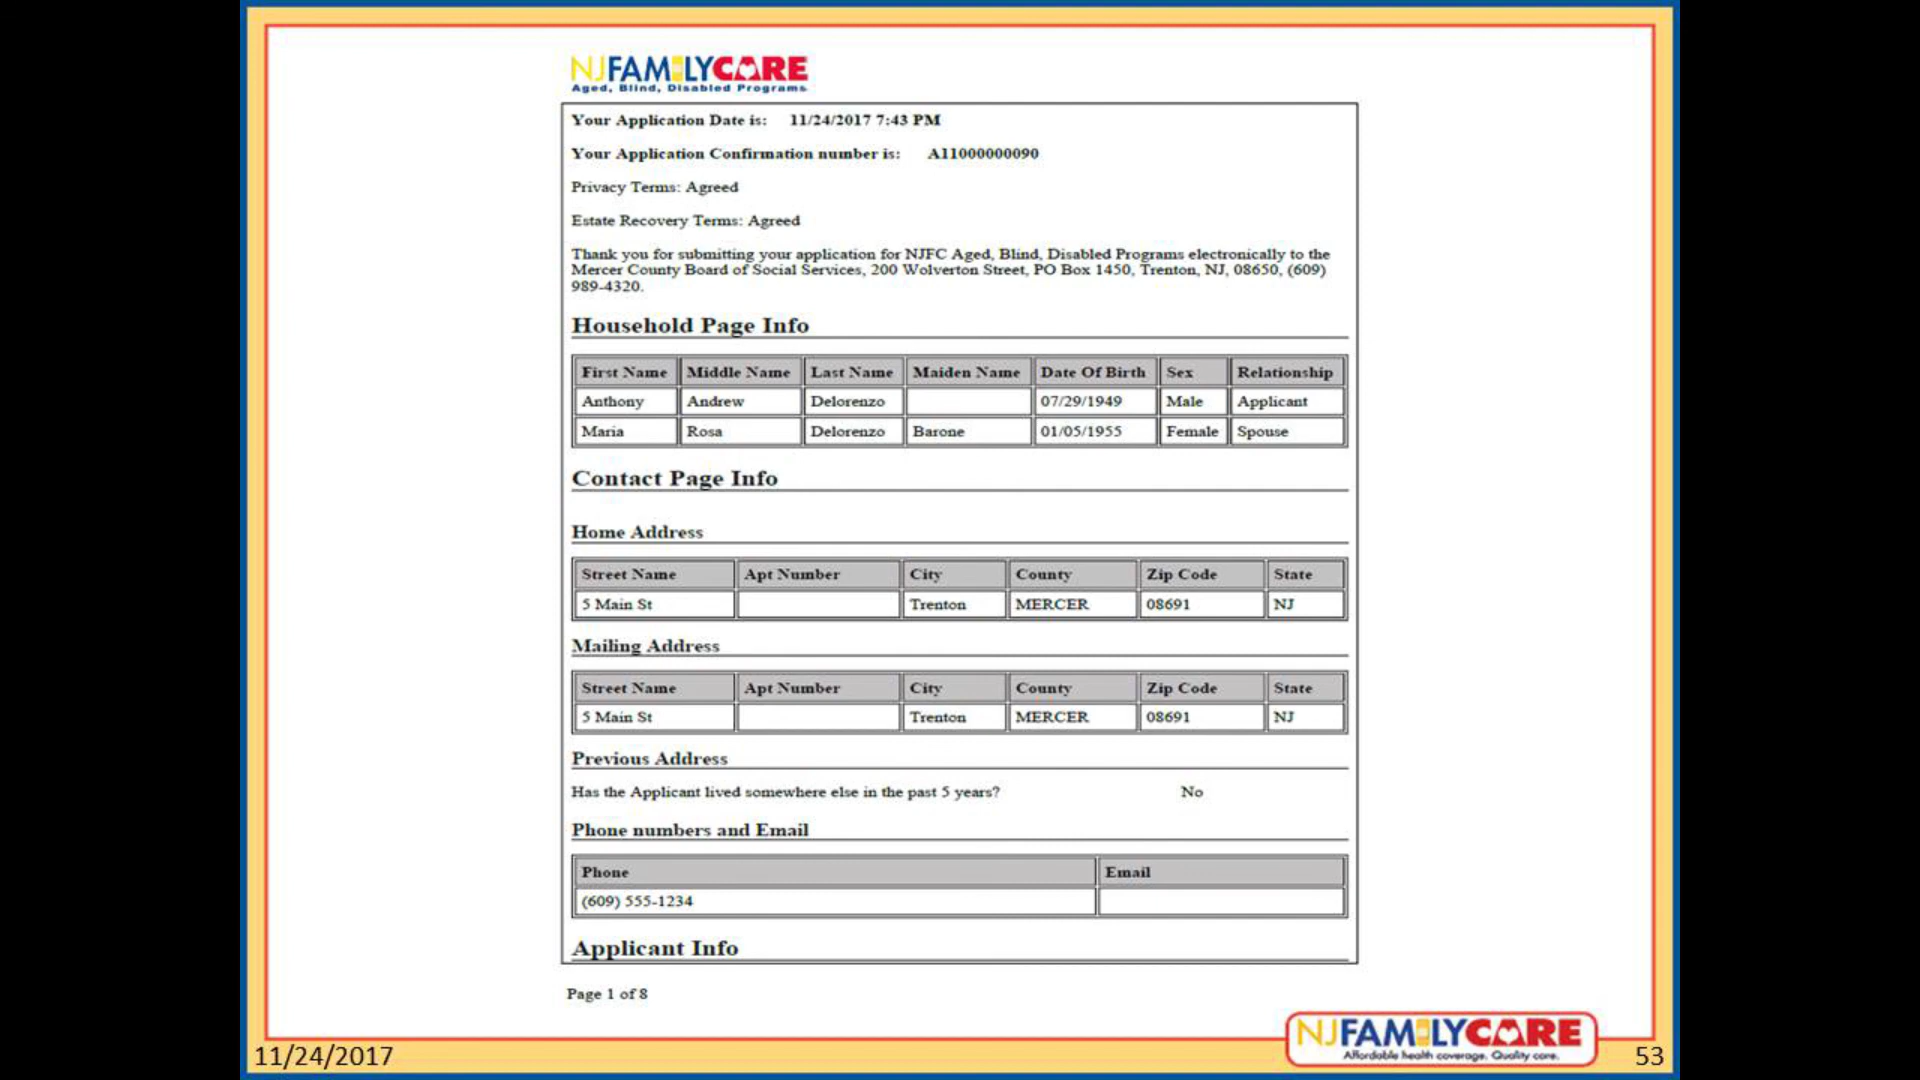 NJFAMILYCARE
Aged, Blind, Disabled Programs
Your Application Date is: 11/24/2017 7:43 PM
Your Application Confirmation number is: A11000000090
Privacy Terms: Agreed
Estate Recovery Terms: Agreed
Thank you for submitting your application for NJFC Aged, Blind, Disabled Programs electronically to the
Mercer County Board of Social Services, 200 Wolverton Street, PO Box 1450, Trenton, NJ, 08650, (609)
989-4320.
Household Page Info
First Name Middle Name Last Name Maiden Name Date Of Birth Sex Relationship
Anthony Andrew Delorenzo 07/29/1949 Male Applicant
Maria Rosa Delorenzo Barone 01/05/1955 Female Spouse
Contact Page Info
Home Address
Street Name Apt Number City County Zip Code State
5 Main St Trenton MERCER 08691 NJ
Mailing Address
Street Name Apt Number City County Zip Code State
5 Main St Trenton MERCER 08691 NJ
Previous Address
Has the Applicant lived somewhere else in the past 5 years? No
Phone numbers and Email
Phone Email
(609) 555-1234
Applicant Info
Page 1 of 8
NJFAMILYCARE
Affordable health coverage. Quality care.
11/24/2017 53